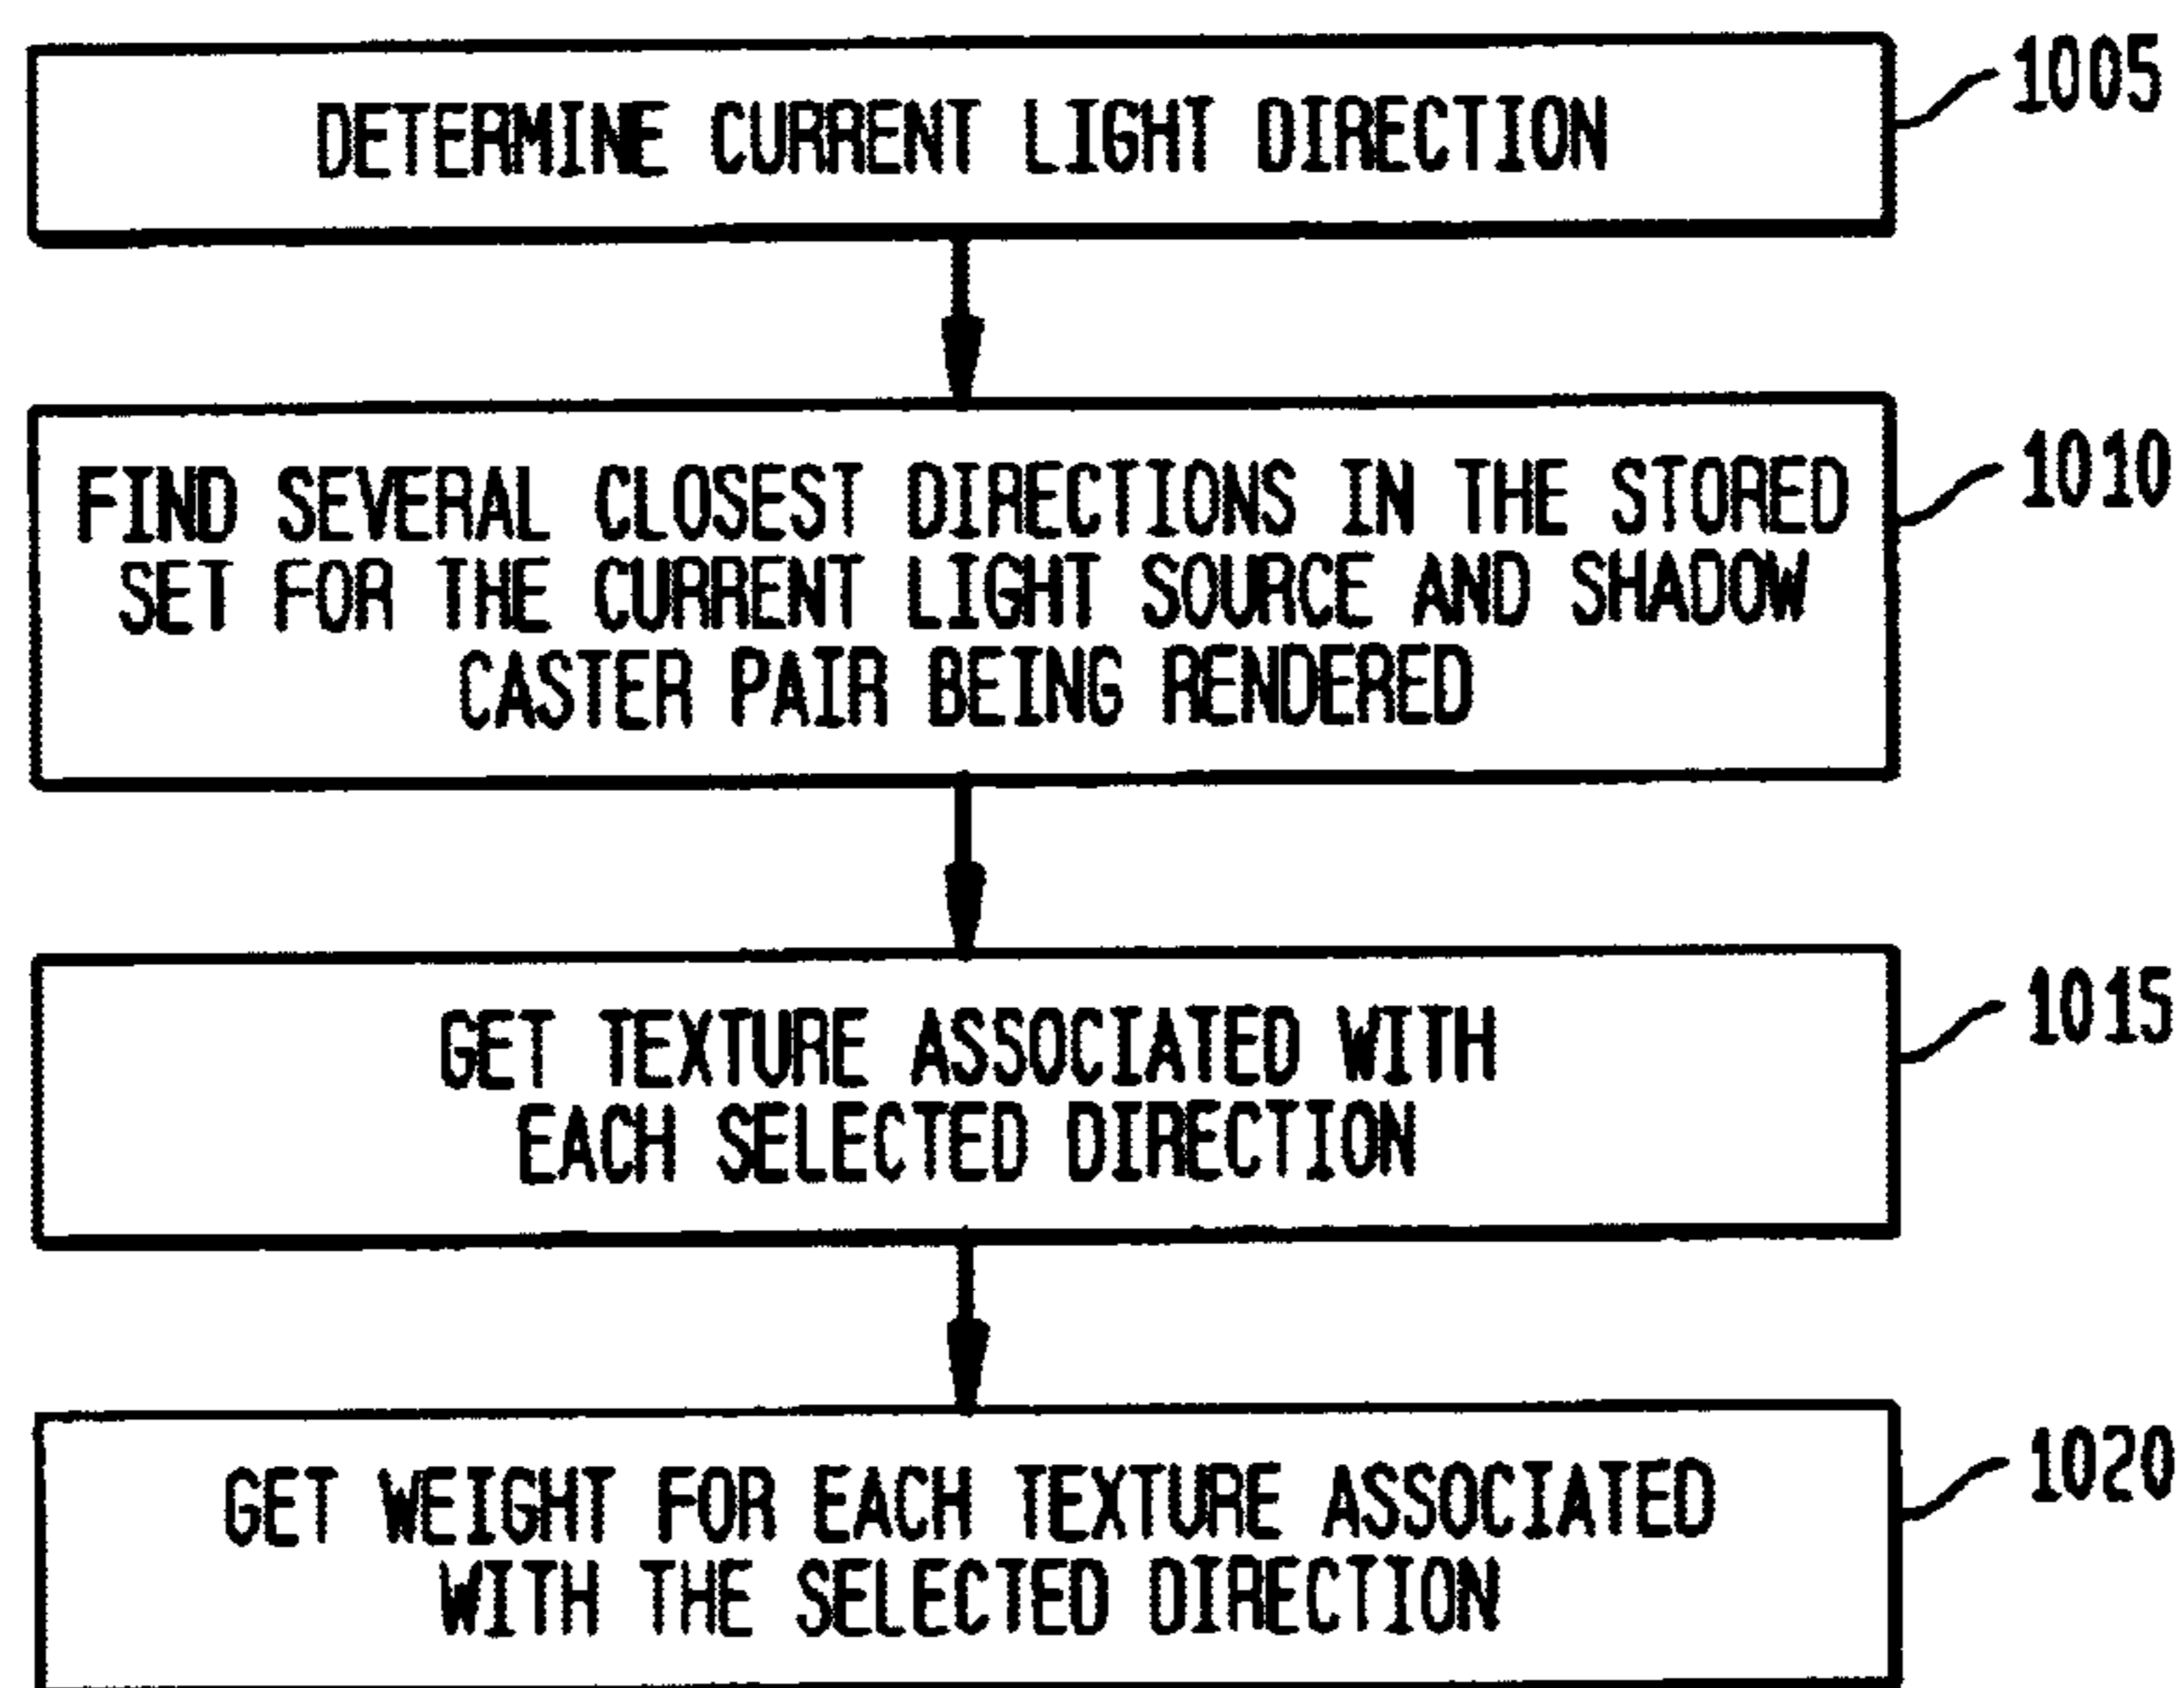 DETERMINE CURRENT LIGHT DIRECTION
1005
FIND SEVERAL CLOSEST DIRECTIONS IN THE STORED
SET FOR THE CURRENT LIGHT SOURCE AND SHADOW
CASTER PAIR BEING RENDERED
1010
GET TEXTURE ASSOCIATED WITH
EACH SELECTED DIRECTION
1015
GET WEIGHT FOR EACH TEXTURE ASSOCIATED
WITH THE SELECTED DIRECTION
1020